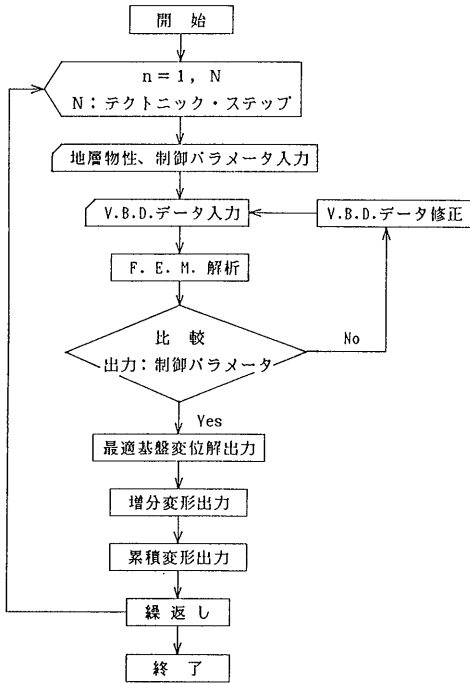 開 始
n=1, N
N:テクトニック・ステップ
地層物性、制御パラメータ入力
V.B.D.データ入力
V.B.D.データ修正
F. E. M. 解析
比 較
出力:制御パラメータ
No
Yes
最適基盤変位解出力
増分変形出力
累積変形出力
繰 返 し
終 了